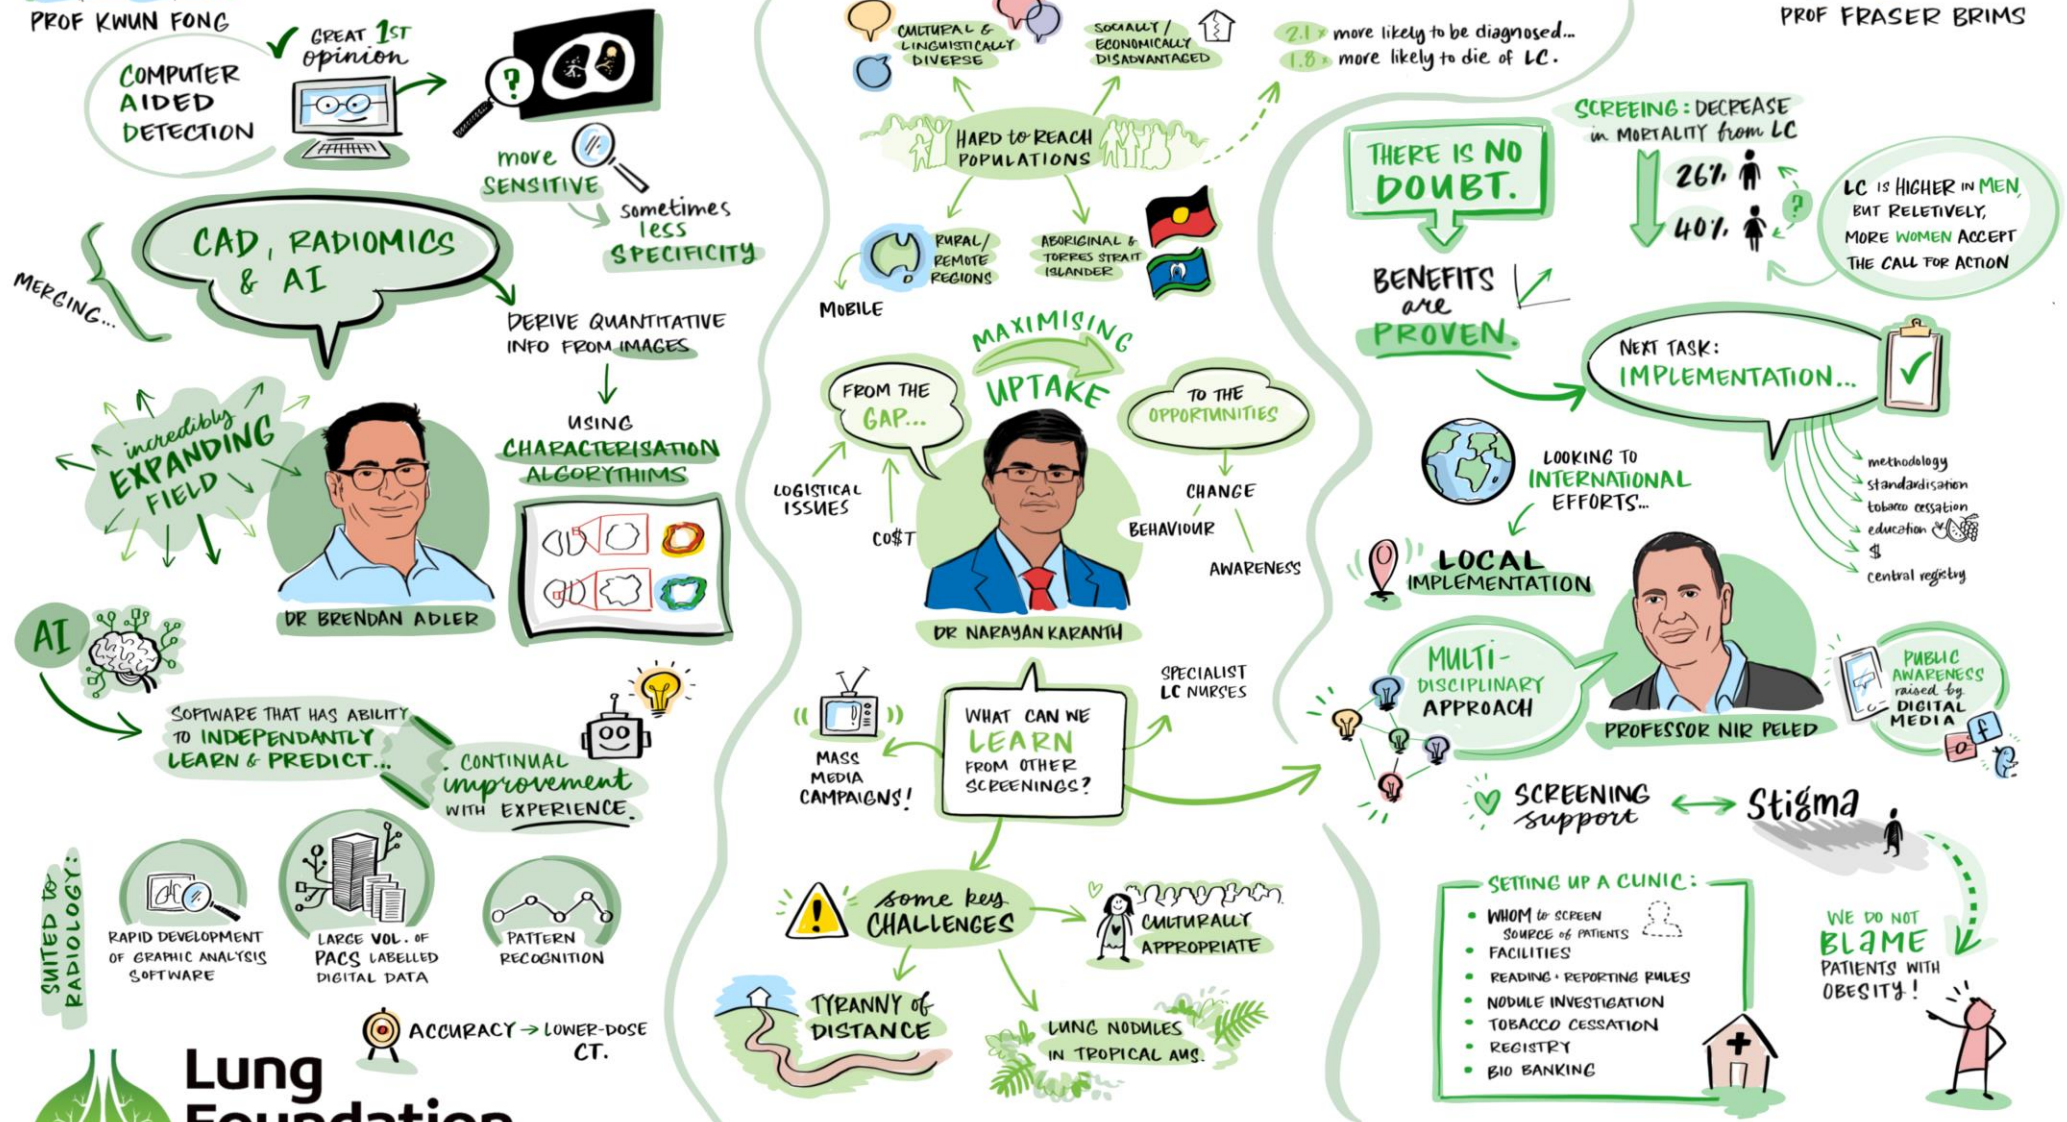 PROF KWUN FONG
COMPUTER
AIDED
DETECTION
GREAT 1ST
opinion
?
more
SENSITIVE
sometimes
less
SPECIFICITY
MERGING...
CAD, RADIOMICS
& AI
DERIVE QUANTITATIVE
INFO FROM IMAGES
USING
CHARACTERISATION
ALGORYTHIMS
incredibly
EXPANDING
FIELD
DR BRENDAN ADLER
AI
SOFTWARE THAT HAS ABILITY
TO INDEPENDANTLY
LEARN & PREDICT...
CONTINUAL
improvement
WITH EXPERIENCE.
SUITED to
RADIOLOGY:
RAPID DEVELOPMENT
OF GRAPHIC ANALYSIS
SOFTWARE
LARGE VOL. OF
PACS LABELLED
DIGITAL DATA
PATTERN
RECOGNITION
ACCURACY → LOWER-DOSE
CT.
Lung
Foundation
CULTURAL &
LINGUISTICALLY
DIVERSE
SOCIALLY/
ECONOMICALLY
DISADVANTAGED
2.1 x more likely to be diagnosed...
1.8 x more likely to die of LC.
HARD to REACH
POPULATIONS
RURAL/
REMOTE
REGIONS
MOBILE
ABORIGINAL &
TORRES STRAIT
ISLANDER
MAXIMISING
UPTAKE
FROM THE
GAP...
LOGISTICAL
ISSUES
CO$T
TO THE
OPPORTUNITIES
CHANGE
BEHAVIOUR
AWARENESS
DR NARAYAN KARANTH
WHAT CAN WE
LEARN
FROM OTHER
SCREENINGS?
MASS
MEDIA
CAMPAIGNS!
SPECIALIST
LC NURSES
!
some key
CHALLENGES
CULTURALLY
APPROPRIATE
TYRANNY of
DISTANCE
LUNG NODULES
IN TROPICAL AUS.
PROF FRASER BRIMS
THERE IS NO
DOUBT.
BENEFITS
are
PROVEN.
SCREEING: DECREASE
in MORTALITY from LC
26%
40%
?
LC IS HIGHER IN MEN,
BUT RELETIVELY,
MORE WOMEN ACCEPT
THE CALL FOR ACTION
NEXT TASK:
IMPLEMENTATION...
methodology
standardisation
tobacco cessation
education
$
central registry
LOOKING TO
INTERNATIONAL
EFFORTS...
LOCAL
IMPLEMENTATION
MULTI-
DISCIPLINARY
APPROACH
PROFESSOR NIR PELED
PUBLIC
AWARENESS
raised by
DIGITAL
MEDIA
f
SCREENING
support
Stigma
SETTING UP A CLINIC:
• WHOM to SCREEN
SOURCE of PATIENTS
• FACILITIES
• READING + REPORTING RULES
• NODULE INVESTIGATION
• TOBACCO CESSATION
• REGISTRY
• BIO BANKING
WE DO NOT
BLAME
PATIENTS WITH
OBESITY!